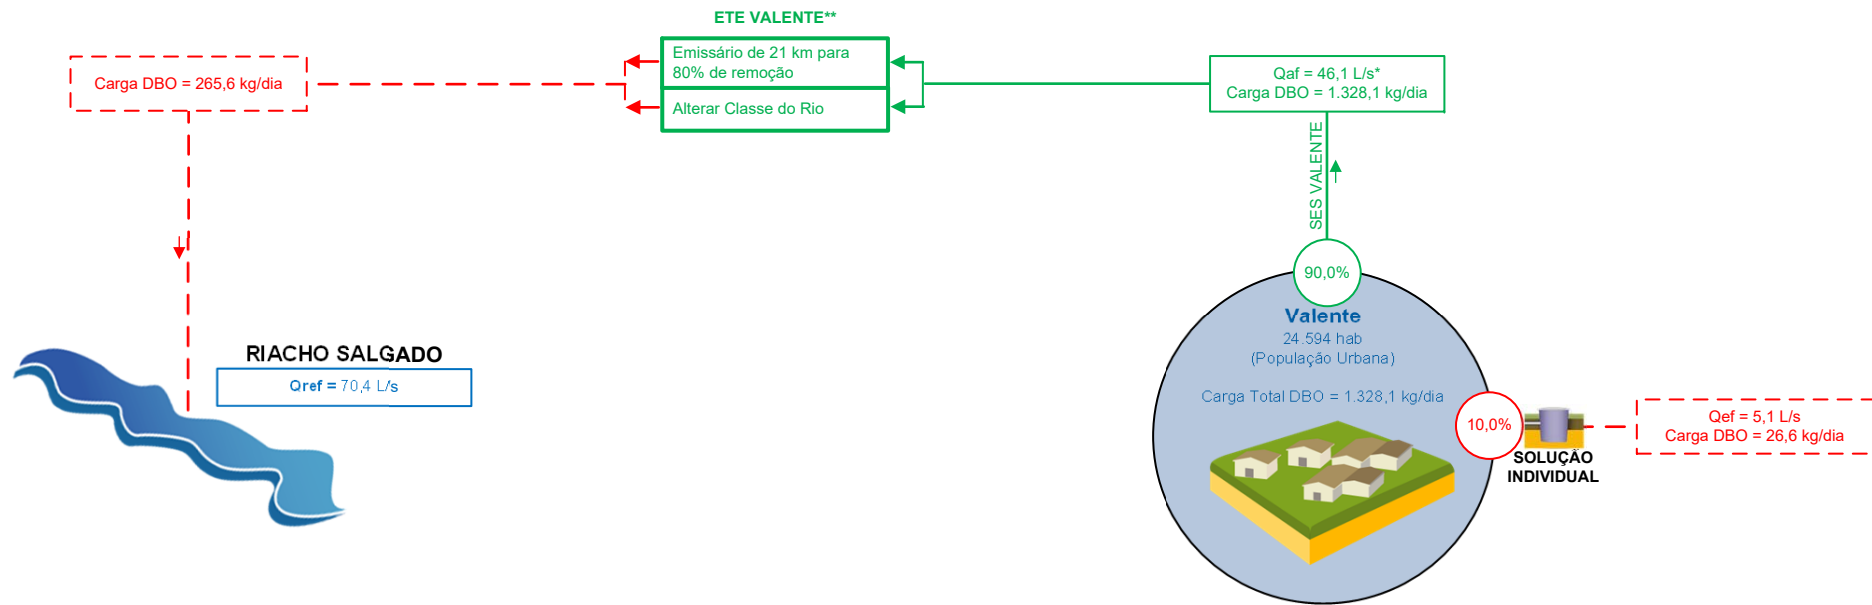 ETE VALENTE**
Emissário de 21 km para
80% de remoção
Alterar Classe do Rio
Carga DBO = 265,6 kg/dia
Qaf = 46,1 L/s*
Carga DBO = 1.328,1 kg/dia
SES VALENTE
90,0%
Valente
24.594 hab
(População Urbana)
Carga Total DBO = 1.328,1 kg/dia
10,0%
SOLUÇÃO
INDIVIDUAL
Qef = 5,1 L/s
Carga DBO = 26,6 kg/dia
RIACHO SALGADO
Qref = 70,4 L/s